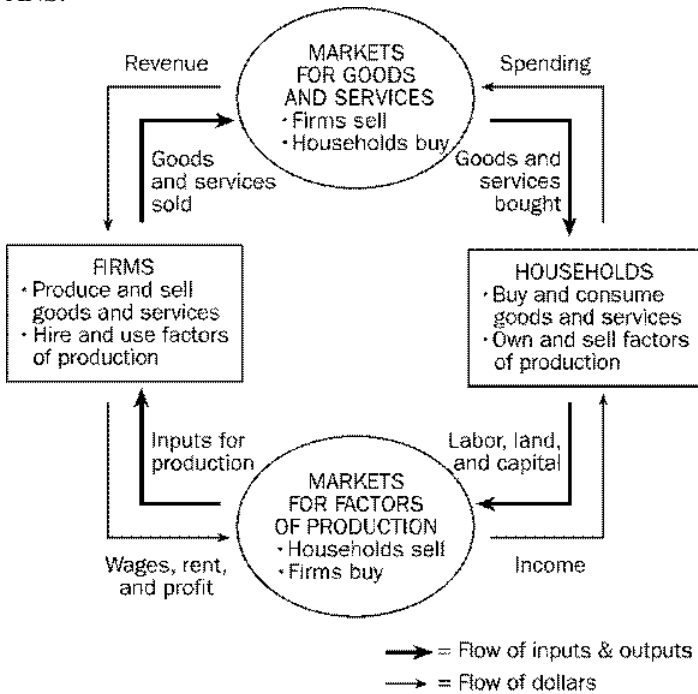 ANS:
MARKETS
FOR GOODS
AND SERVICES
• Firms sell
• Households buy
Revenue
Spending
Goods
and services
sold
Goods and
services
bought
FIRMS
• Produce and sell
goods and services
• Hire and use factors
of production
HOUSEHOLDS
• Buy and consume
goods and services
• Own and sell factors
of production
Inputs for
production
Labor, land,
and capital
MARKETS
FOR FACTORS
OF PRODUCTION
• Households sell
• Firms buy
Wages, rent,
and profit
Income
= Flow of inputs & outputs
= Flow of dollars